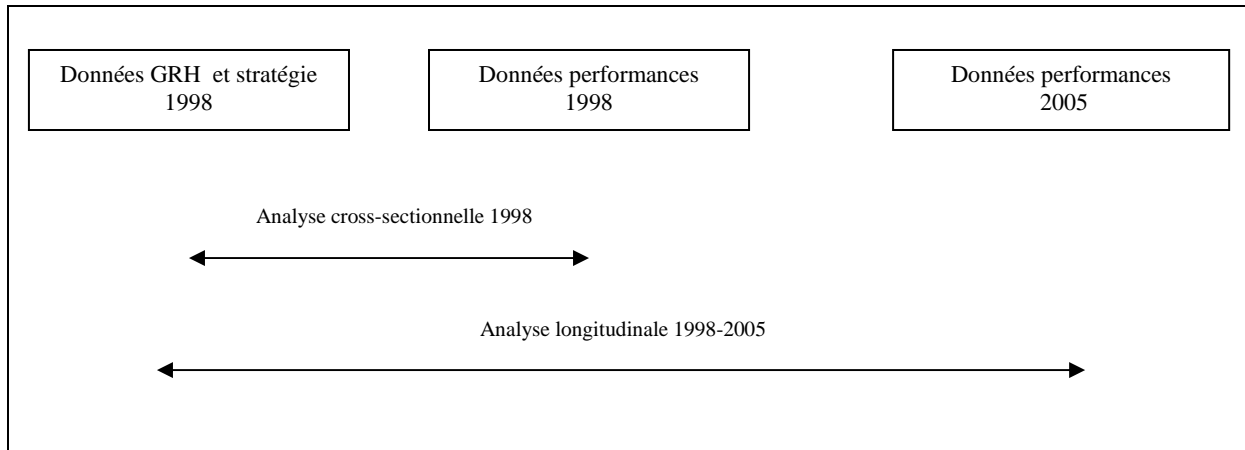 Données GRH et stratégie
1998
Données performances
1998
Données performances
2005
Analyse cross-sectionnelle 1998
Analyse longitudinale 1998-2005